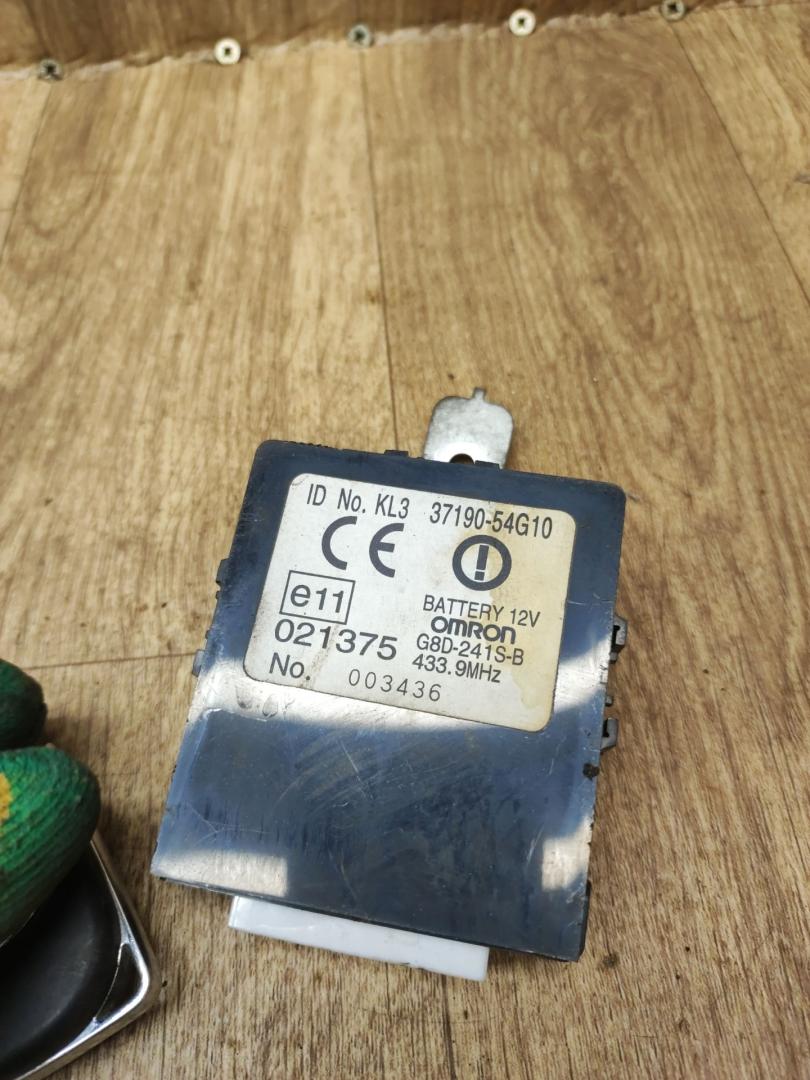 ID No. KL3 37190-54G10
CE
e11
BATTERY 12V
OMRON
021375
G8D-241S-B
433.9MHz
No. 003436